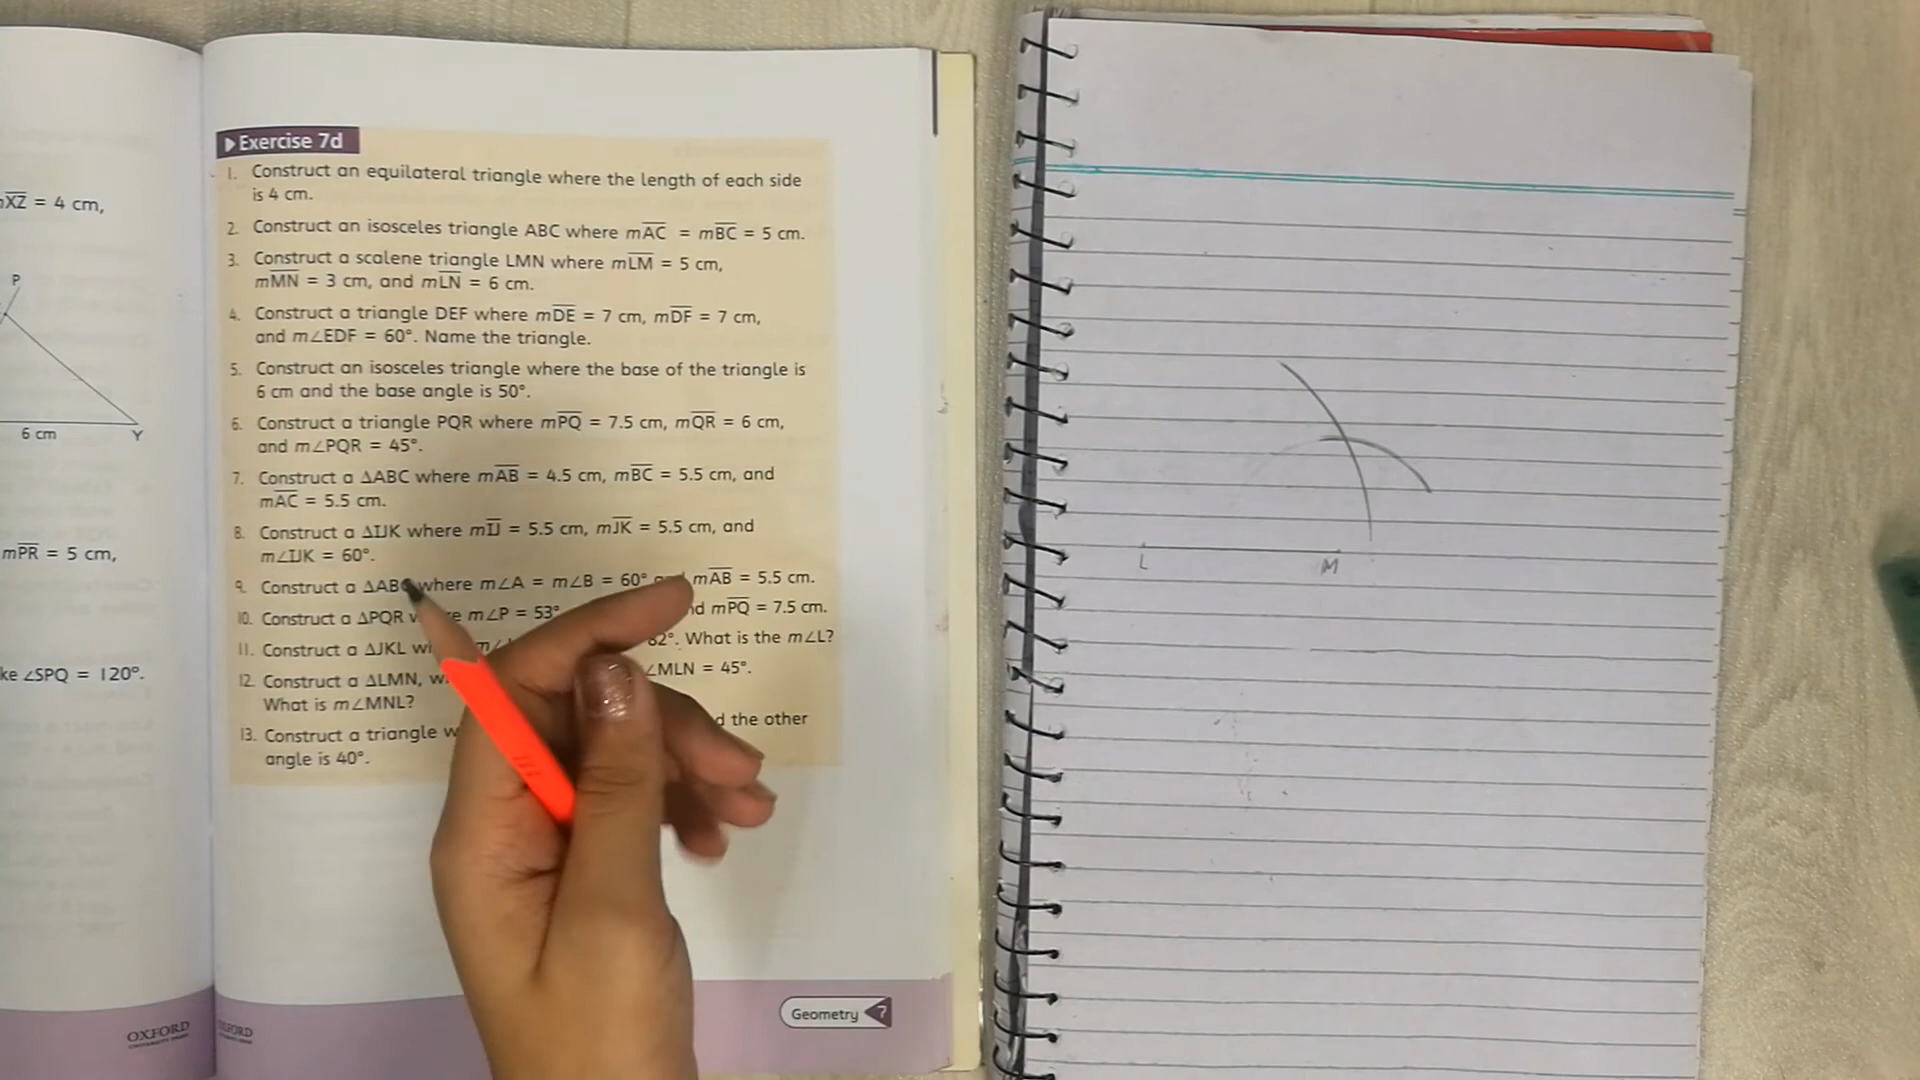 mXZ = 4 cm,
P
6 cm
Y
mPR = 5 cm,
ke ∠SPQ = 120°.
OXFORD
Exercise 7d
1. Construct an equilateral triangle where the length of each side
is 4 cm.
2. Construct an isosceles triangle ABC where mAC = mBC = 5 cm.
3. Construct a scalene triangle LMN where mLM = 5 cm,
mMN = 3 cm, and mLN = 6 cm.
4. Construct a triangle DEF where mDE = 7 cm, mDF = 7 cm,
and m∠EDF = 60°. Name the triangle.
5. Construct an isosceles triangle where the base of the triangle is
6 cm and the base angle is 50°.
6. Construct a triangle PQR where mPQ = 7.5 cm, mQR = 6 cm,
and m∠PQR = 45°.
7. Construct a ΔABC where mAB = 4.5 cm, mBC = 5.5 cm, and
mAC = 5.5 cm.
8. Construct a ΔIJK where mIJ = 5.5 cm, mJK = 5.5 cm, and
m∠IJK = 60°.
9. Construct a ΔABC where m∠A = m∠B = 60° and mAB = 5.5 cm.
10. Construct a ΔPQR where m∠P = 53° and mPQ = 7.5 cm.
11. Construct a ΔJKL 82°. What is the m∠L?
12. Construct a ΔLMN, ∠MLN = 45°.
What is m∠MNL?
13. Construct a triangle the other
angle is 40°.
Geometry 7
L M